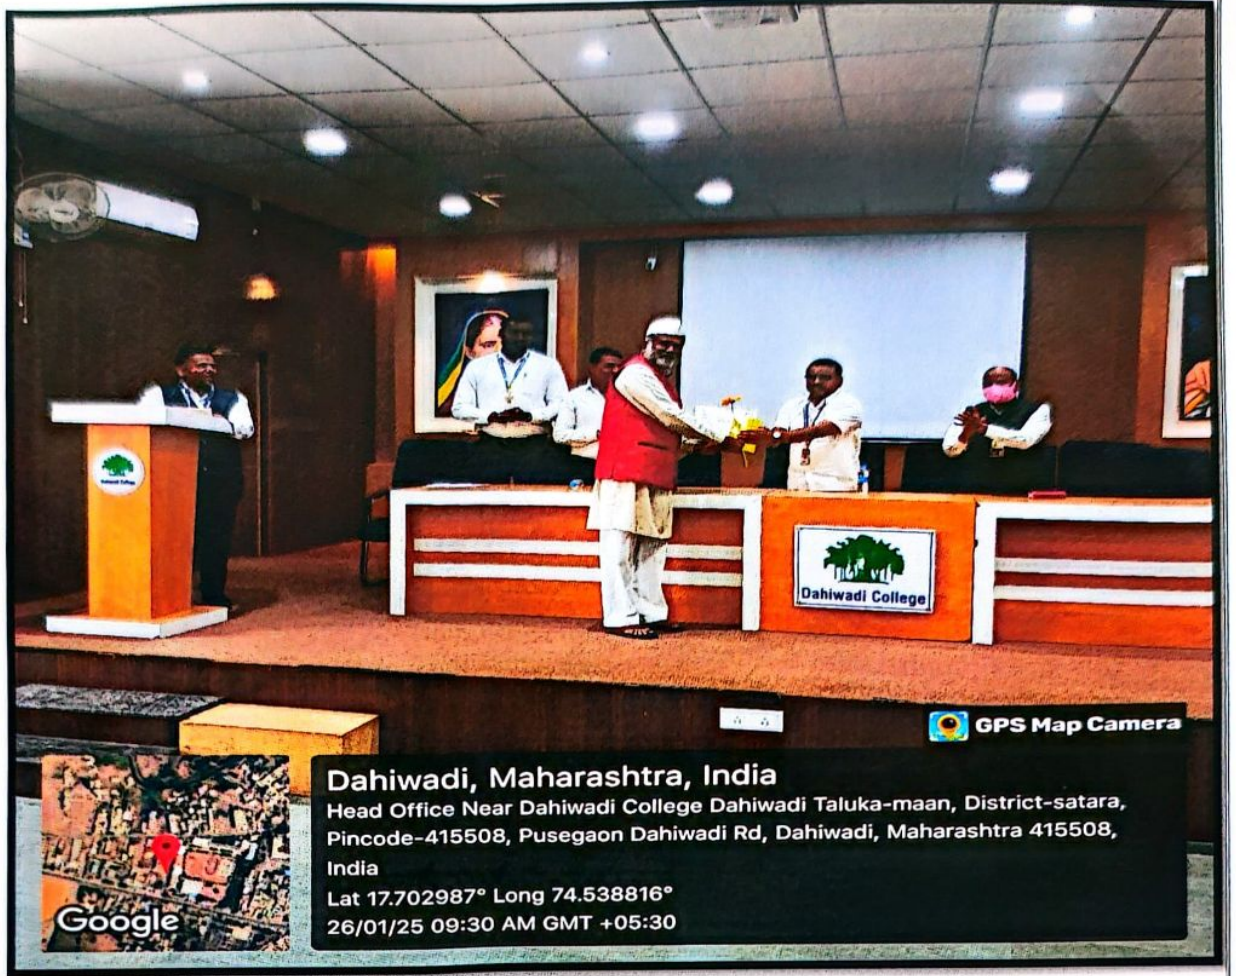 Dahiwadi College
Dahiwadi College
GPS Map Camera
Dahiwadi, Maharashtra, India
Head Office Near Dahiwadi College Dahiwadi Taluka-maan, District-satara,
Pincode-415508, Pusegaon Dahiwadi Rd, Dahiwadi, Maharashtra 415508,
India
Lat 17.702987° Long 74.538816°
26/01/25 09:30 AM GMT +05:30
Google